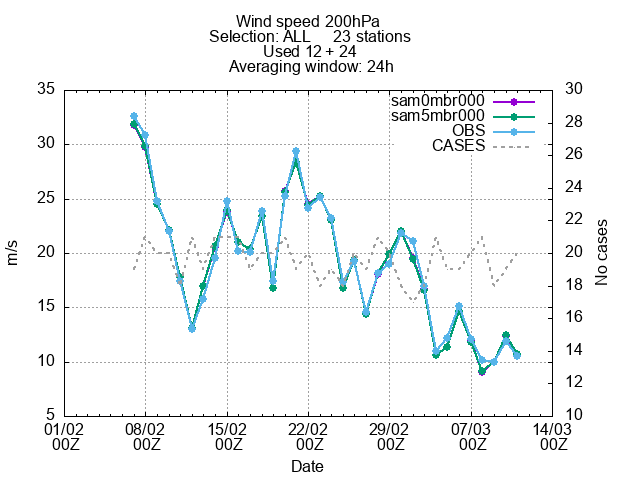 Wind speed 200hPa
Selection: ALL 23 stations
Used 12 + 24
Averaging window: 24h
sam0mbr000
sam5mbr000
OBS
CASES
35
30
25
20
15
10
5
m/s
30
28
26
24
22
20
18
16
14
12
10
No cases
01/02 08/02 15/02 22/02 29/02 07/03 14/03
00Z 00Z 00Z 00Z 00Z 00Z 00Z
Date